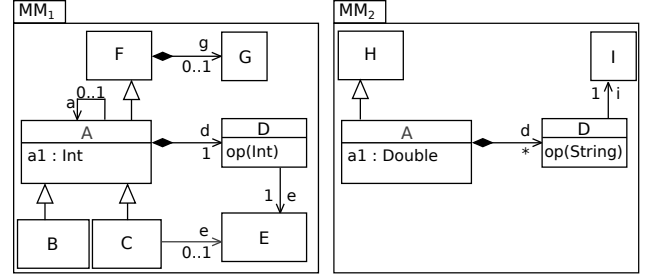 MM1
F
g
0..1
G
0..1
a
A
a1 : Int
d
1
D
op(Int)
1
e
B
C
e
0..1
E
MM2
H
I
1
i
A
a1 : Double
d
*
D
op(String)